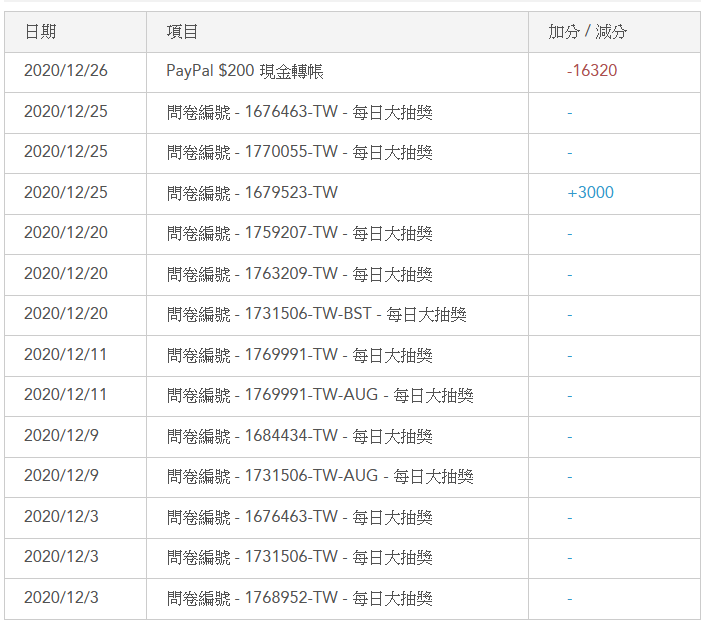 日期 項目 加分 / 減分
2020/12/26 PayPal $200 現金轉帳 -16320
2020/12/25 問卷編號 - 1676463-TW - 每日大抽獎 -
2020/12/25 問卷編號 - 1770055-TW - 每日大抽獎 -
2020/12/25 問卷編號 - 1679523-TW +3000
2020/12/20 問卷編號 - 1759207-TW - 每日大抽獎 -
2020/12/20 問卷編號 - 1763209-TW - 每日大抽獎 -
2020/12/20 問卷編號 - 1731506-TW-BST - 每日大抽獎 -
2020/12/11 問卷編號 - 1769991-TW - 每日大抽獎 -
2020/12/11 問卷編號 - 1769991-TW-AUG - 每日大抽獎 -
2020/12/9 問卷編號 - 1684434-TW - 每日大抽獎 -
2020/12/9 問卷編號 - 1731506-TW-AUG - 每日大抽獎 -
2020/12/3 問卷編號 - 1676463-TW - 每日大抽獎 -
2020/12/3 問卷編號 - 1731506-TW - 每日大抽獎 -
2020/12/3 問卷編號 - 1768952-TW - 每日大抽獎 -